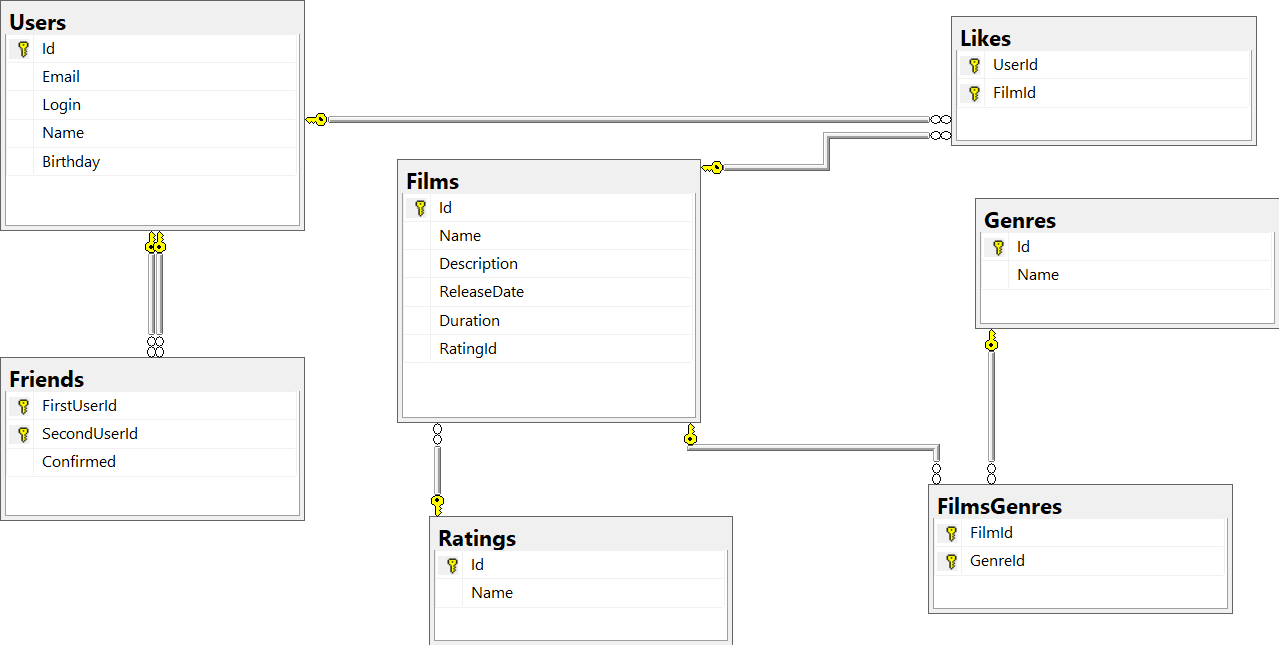 Users
Id
Email
Login
Name
Birthday
Likes
UserId
FilmId
Films
Id
Name
Description
ReleaseDate
Duration
RatingId
Genres
Id
Name
Friends
FirstUserId
SecondUserId
Confirmed
Ratings
Id
Name
FilmsGenres
FilmId
GenreId